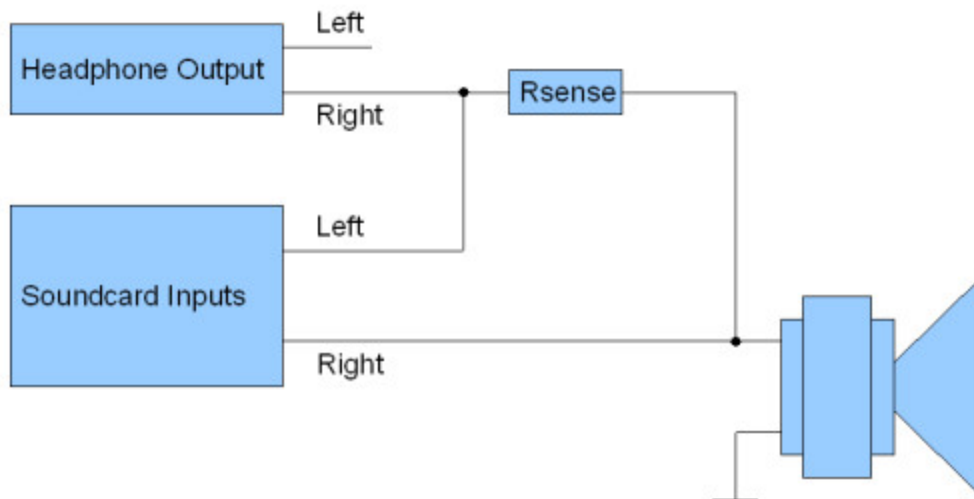 Left
Headphone Output
Rsense
Right
Left
Soundcard Inputs
Right